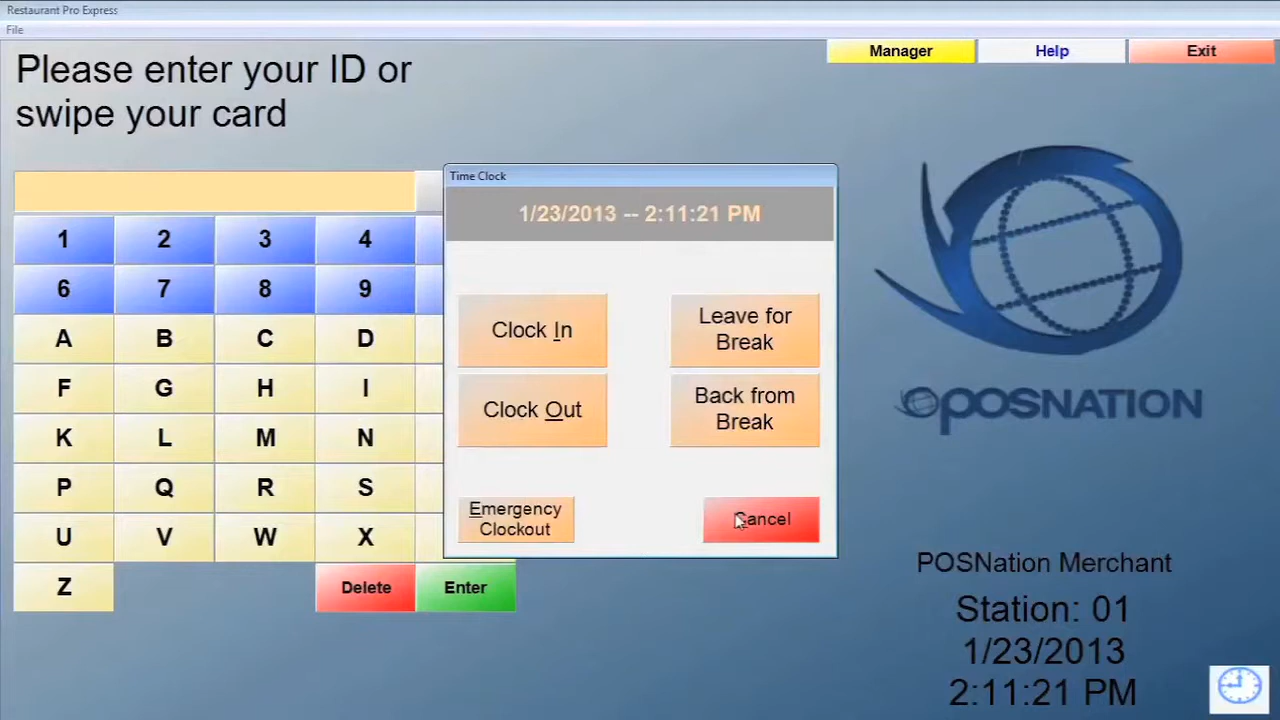 Restaurant Pro Express
File
Manager
Help
Exit
Please enter your ID or
swipe your card
Time Clock
1/23/2013 -- 2:11:21 PM
1
2
3
4
6
7
8
9
A
B
C
D
F
G
H
I
K
L
M
N
P
Q
R
S
U
V
W
X
Z
Delete
Enter
Clock In
Leave for
Break
Clock Out
Back from
Break
Emergency
Clockout
Cancel
POSNATION
POSNation Merchant
Station: 01
1/23/2013
2:11:21 PM